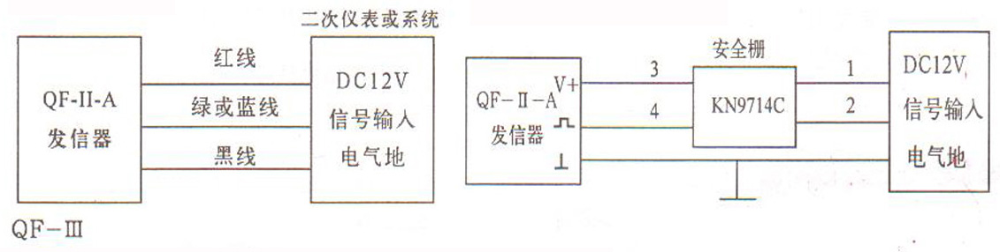 二次仪表或系统
红线
QF-II-A
发信器
绿或蓝线
黑线
DC12V
信号输入
电气地
QF-III
安全栅
QF-II-A
发信器
V+
3
4
KN9714C
1
2
DC12V
信号输入
电气地